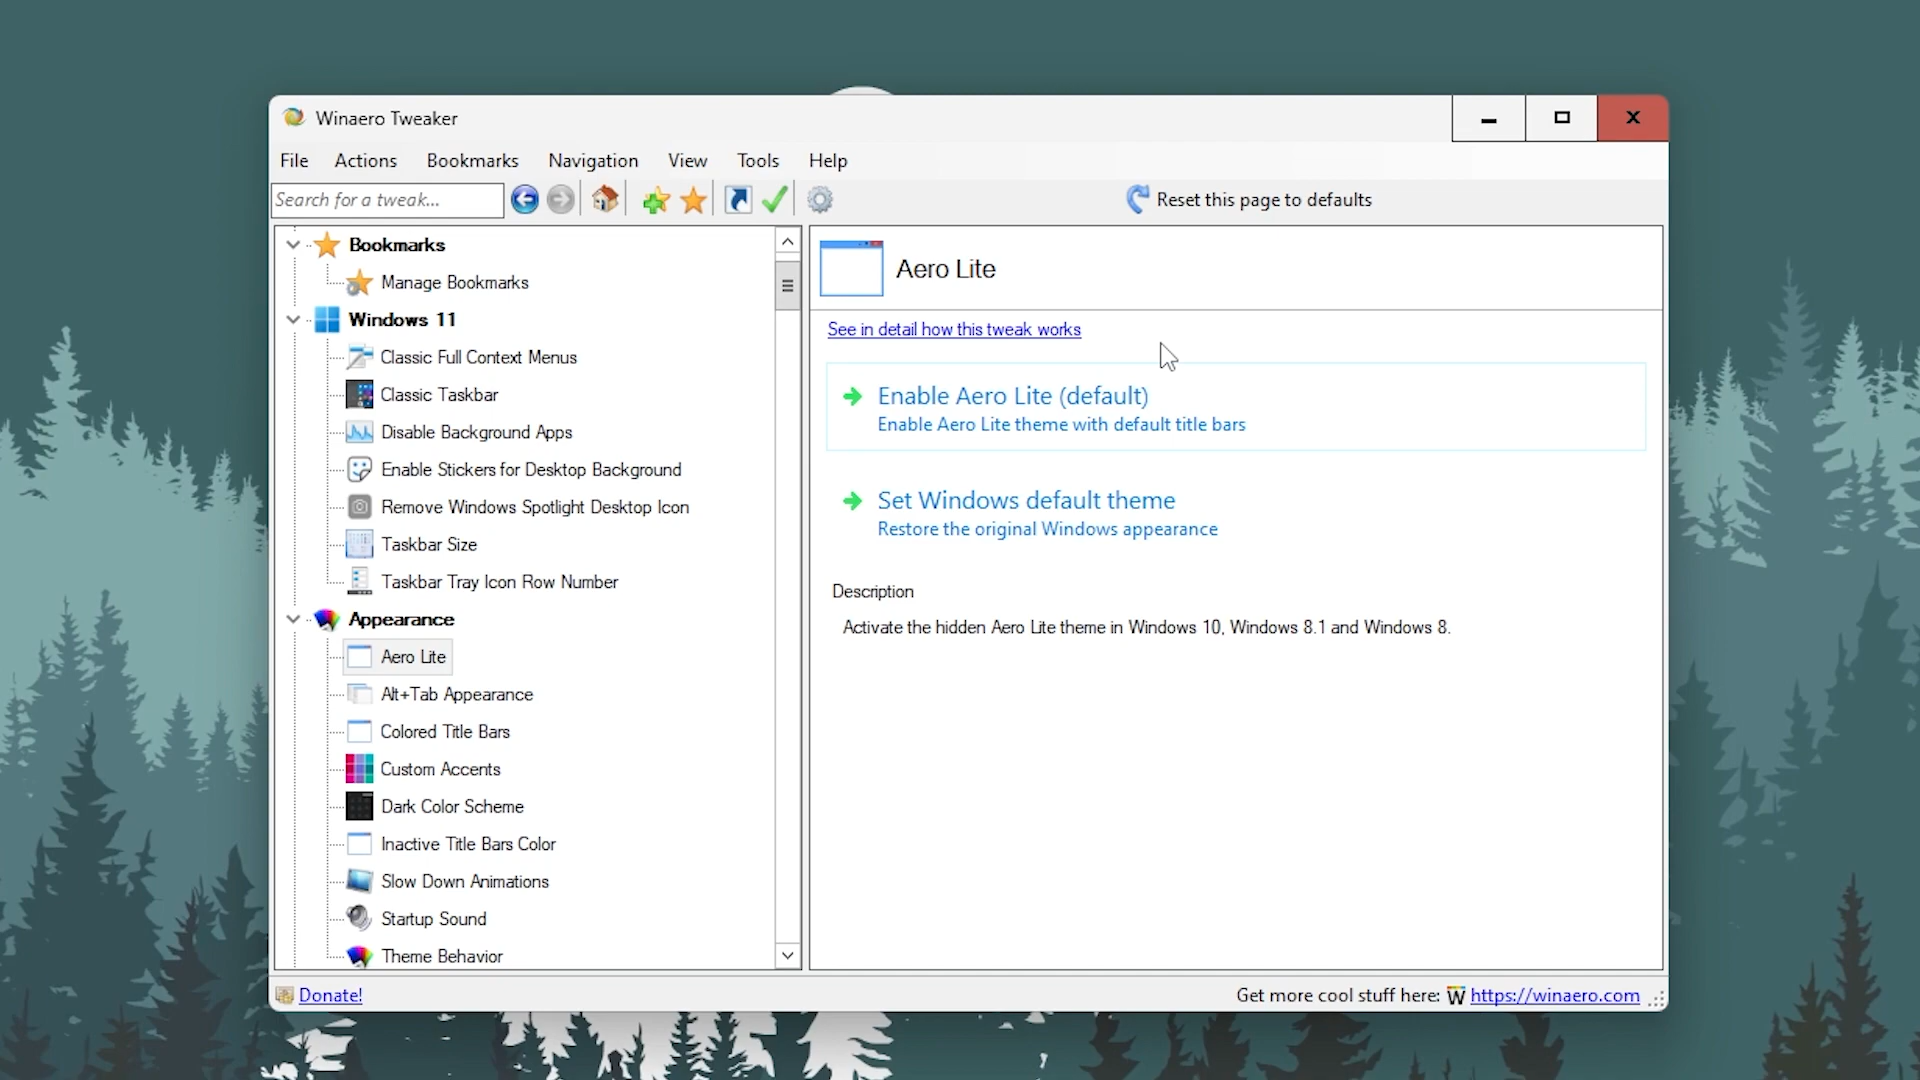 Winaero Tweaker
File Actions Bookmarks Navigation View Tools Help
Search for a tweak...
Reset this page to defaults
Bookmarks
Manage Bookmarks
Windows 11
Classic Full Context Menus
Classic Taskbar
Disable Background Apps
Enable Stickers for Desktop Background
Remove Windows Spotlight Desktop Icon
Taskbar Size
Taskbar Tray Icon Row Number
Appearance
Aero Lite
Alt+Tab Appearance
Colored Title Bars
Custom Accents
Dark Color Scheme
Inactive Title Bars Color
Slow Down Animations
Startup Sound
Theme Behavior
Aero Lite
See in detail how this tweak works
Enable Aero Lite (default)
Enable Aero Lite theme with default title bars
Set Windows default theme
Restore the original Windows appearance
Description
Activate the hidden Aero Lite theme in Windows 10, Windows 8.1 and Windows 8.
Donate!
Get more cool stuff here: W https://winaero.com